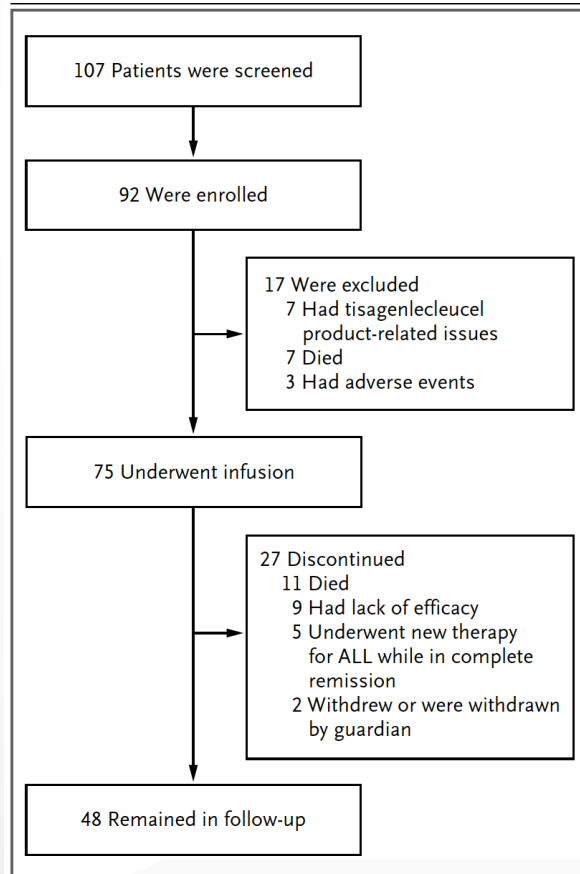 107 Patients were screened
92 Were enrolled
17 Were excluded
7 Had tisagenlecleucel
product-related issues
7 Died
3 Had adverse events
75 Underwent infusion
27 Discontinued
11 Died
9 Had lack of efficacy
5 Underwent new therapy
for ALL while in complete
remission
2 Withdrew or were withdrawn
by guardian
48 Remained in follow-up